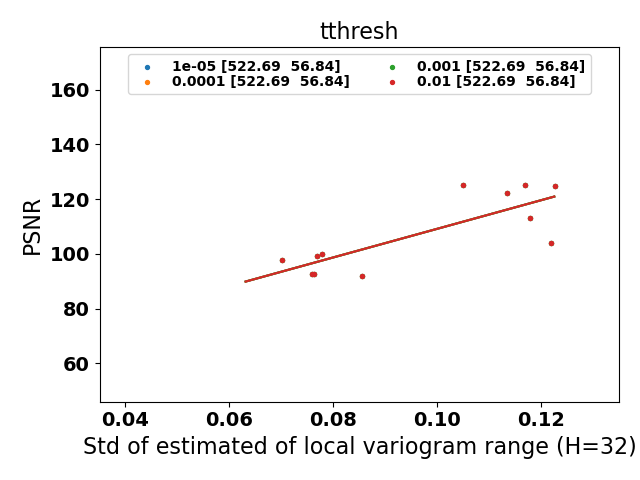 tthresh
1e-05 [522.69  56.84]
0.0001 [522.69  56.84]
0.001 [522.69  56.84]
0.01 [522.69  56.84]
PSNR
160
140
120
100
80
60
0.04 0.06 0.08 0.10 0.12
Std of estimated of local variogram range (H=32)